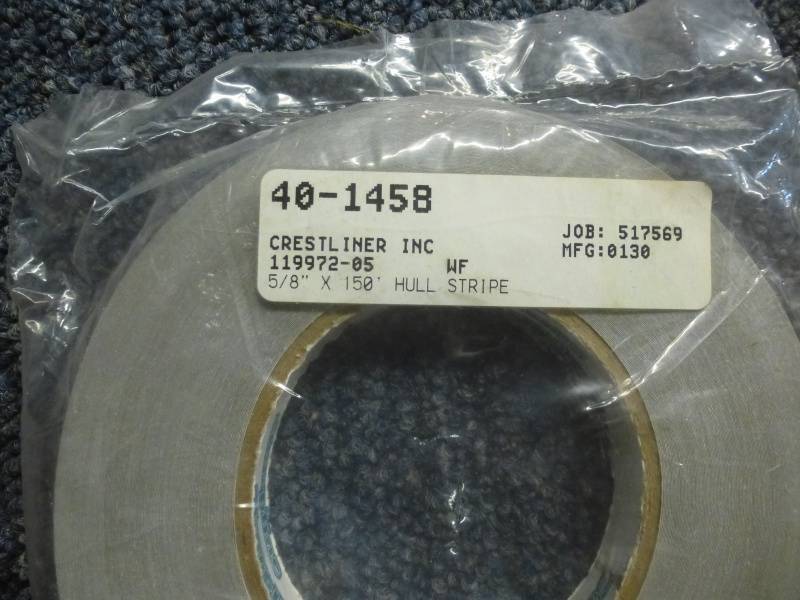 40-1458
CRESTLINER INC
119972-05 WF
5/8" X 150' HULL STRIPE
JOB: 517569
MFG:0130